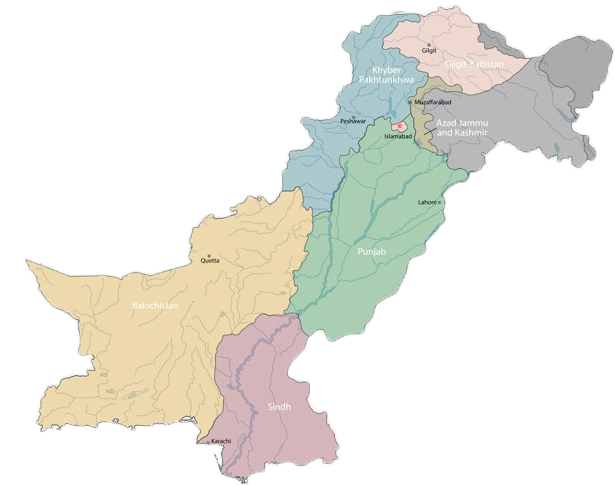 Gilgit
Gilgit-Baltistan
Khyber
Pakhtunkhwa
Muzaffarabad
Peshawar
Azad Jammu
and Kashmir
Islamabad
Lahore
Punjab
Quetta
Balochistan
Sindh
Karachi